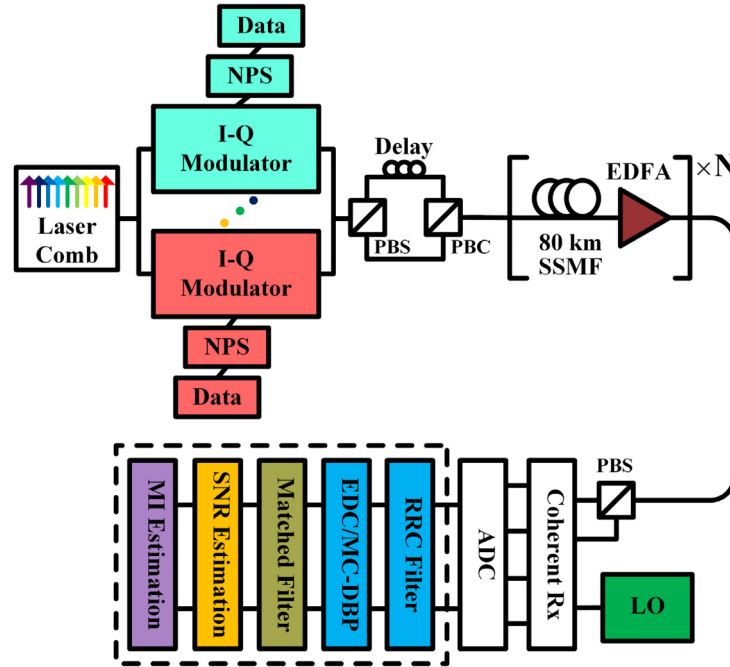 Data
NPS
I-Q
Modulator
Laser
Comb
I-Q
Modulator
NPS
Data
Delay
PBS
PBC
80 km
SSMF
EDFA
×N
PBS
MI Estimation
SNR Estimation
Matched Filter
EDC/MC-DBP
RRC Filter
ADC
Coherent Rx
LO